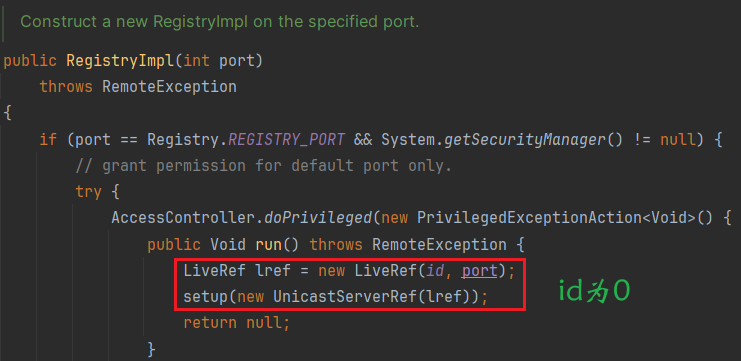 Construct a new RegistryImpl on the specified port.
public RegistryImpl(int port)
    throws RemoteException
{
    if (port == Registry.REGISTRY_PORT && System.getSecurityManager() != null) {
        // grant permission for default port only.
        try {
            AccessController.doPrivileged(new PrivilegedExceptionAction<Void>() {
                public Void run() throws RemoteException {
                    LiveRef lref = new LiveRef(id, port);
                    setup(new UnicastServerRef(lref));
                    return null;
                }
id为0